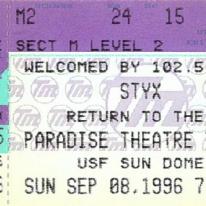 M2 24 15
SECT M LEVEL 2
WELCOMED BY 102.5
STYX
RETURN TO THE
PARADISE THEATRE
USF SUN DOME
SUN SEP 08,1996 7